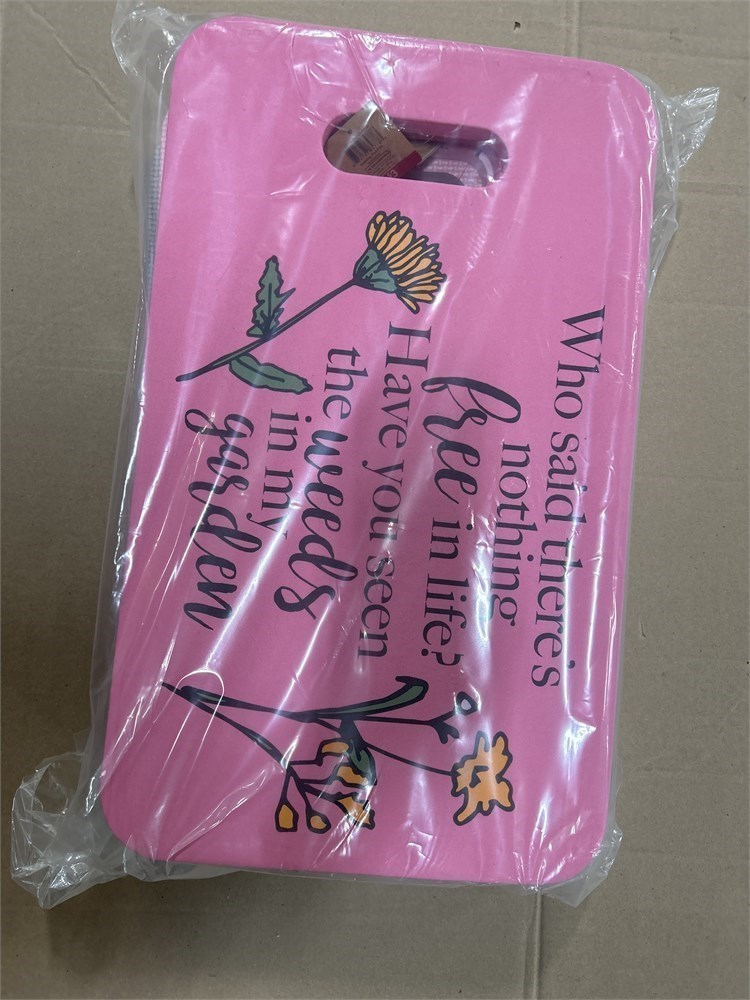 Who said there's
nothing
free in life?
Have you seen
the weeds
in my
garden